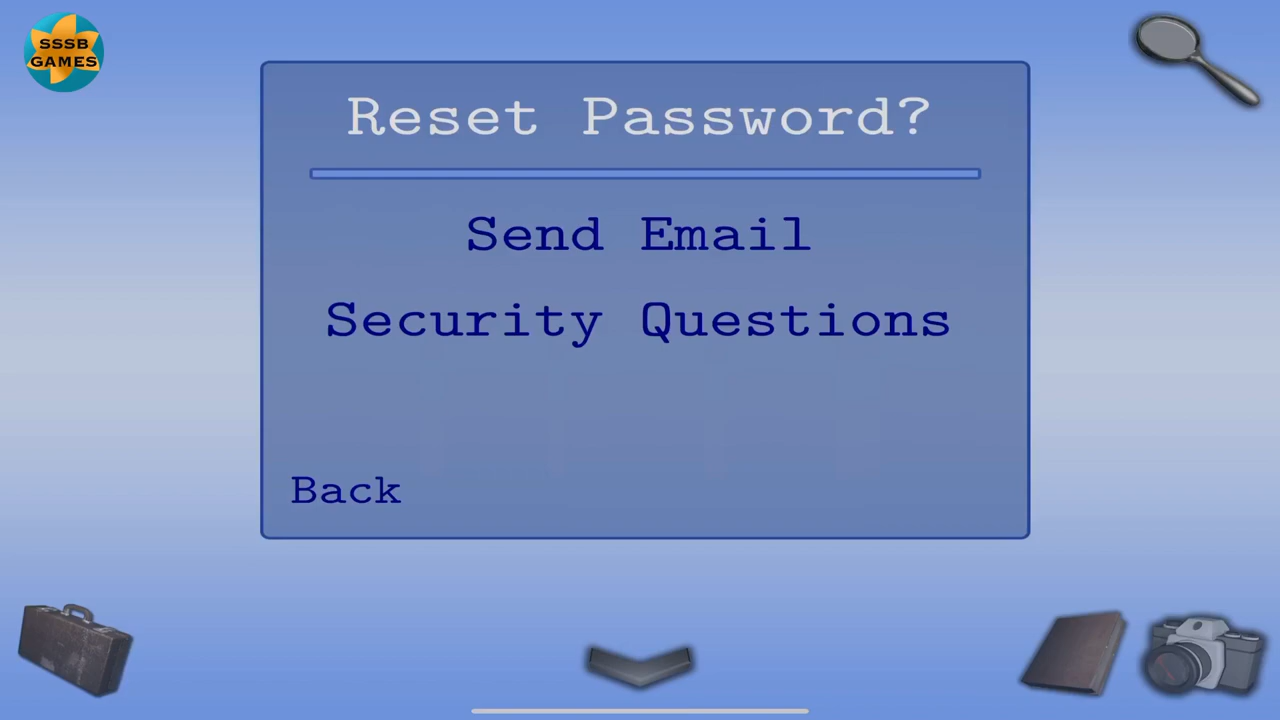 SSSB
GAMES
Reset Password?
Send Email
Security Questions
Back